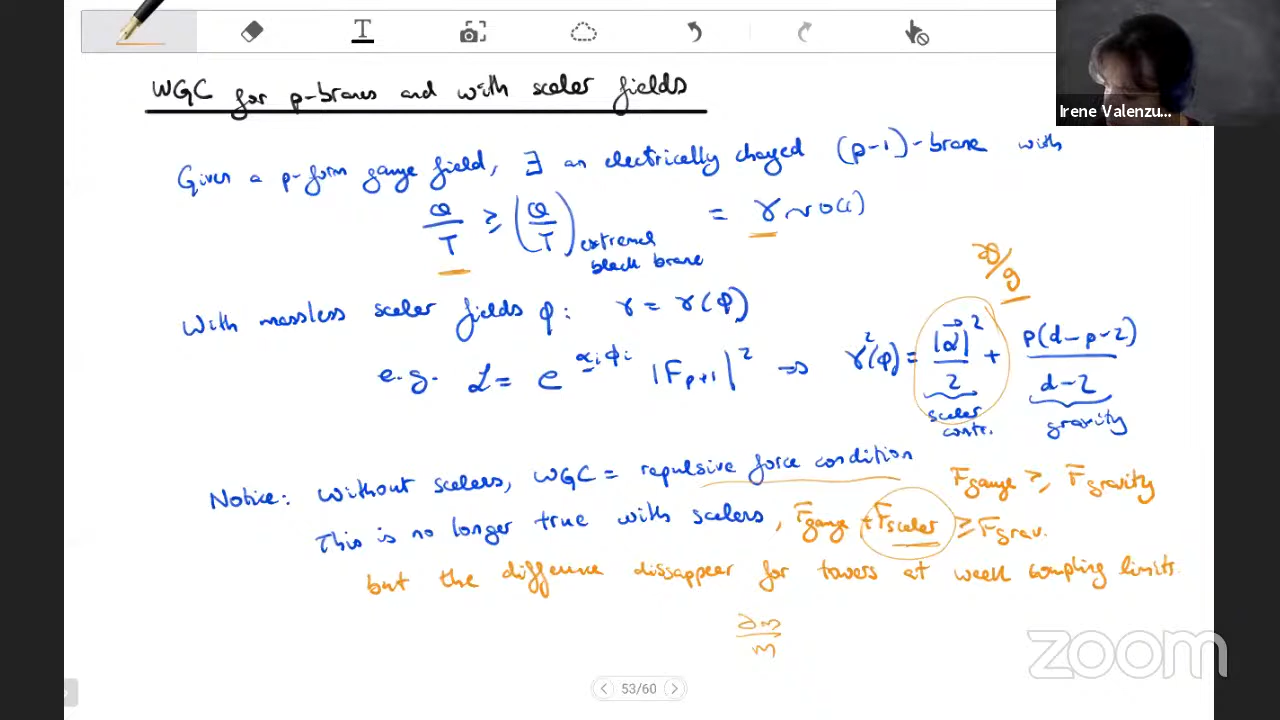 T
Irene Valenzu...
WGC for p-branes and with scalar fields
Given a p-form gauge field, ∃ an electrically charged (p-1)-brane with
Q/T ≥ (Q/T) extremal black brane = γ ~ O(1)
∂g/g
With massless scalar fields φ: γ = γ(φ)
e.g. L = e^{α_i φ_i} |F_{p+1}|^2 ⇒ γ^2(φ) = |α⃗|^2/2 + p(d-p-2)/(d-2)
scalar contr. gravity
Notice: Without scalars, WGC = repulsive force condition F_gauge ≥ F_gravity
This is no longer true with scalars, F_gauge + F_scalar ≥ F_grav.
but the difference dissappear for towers at weak coupling limits.
∂m/m
zoom
53/60